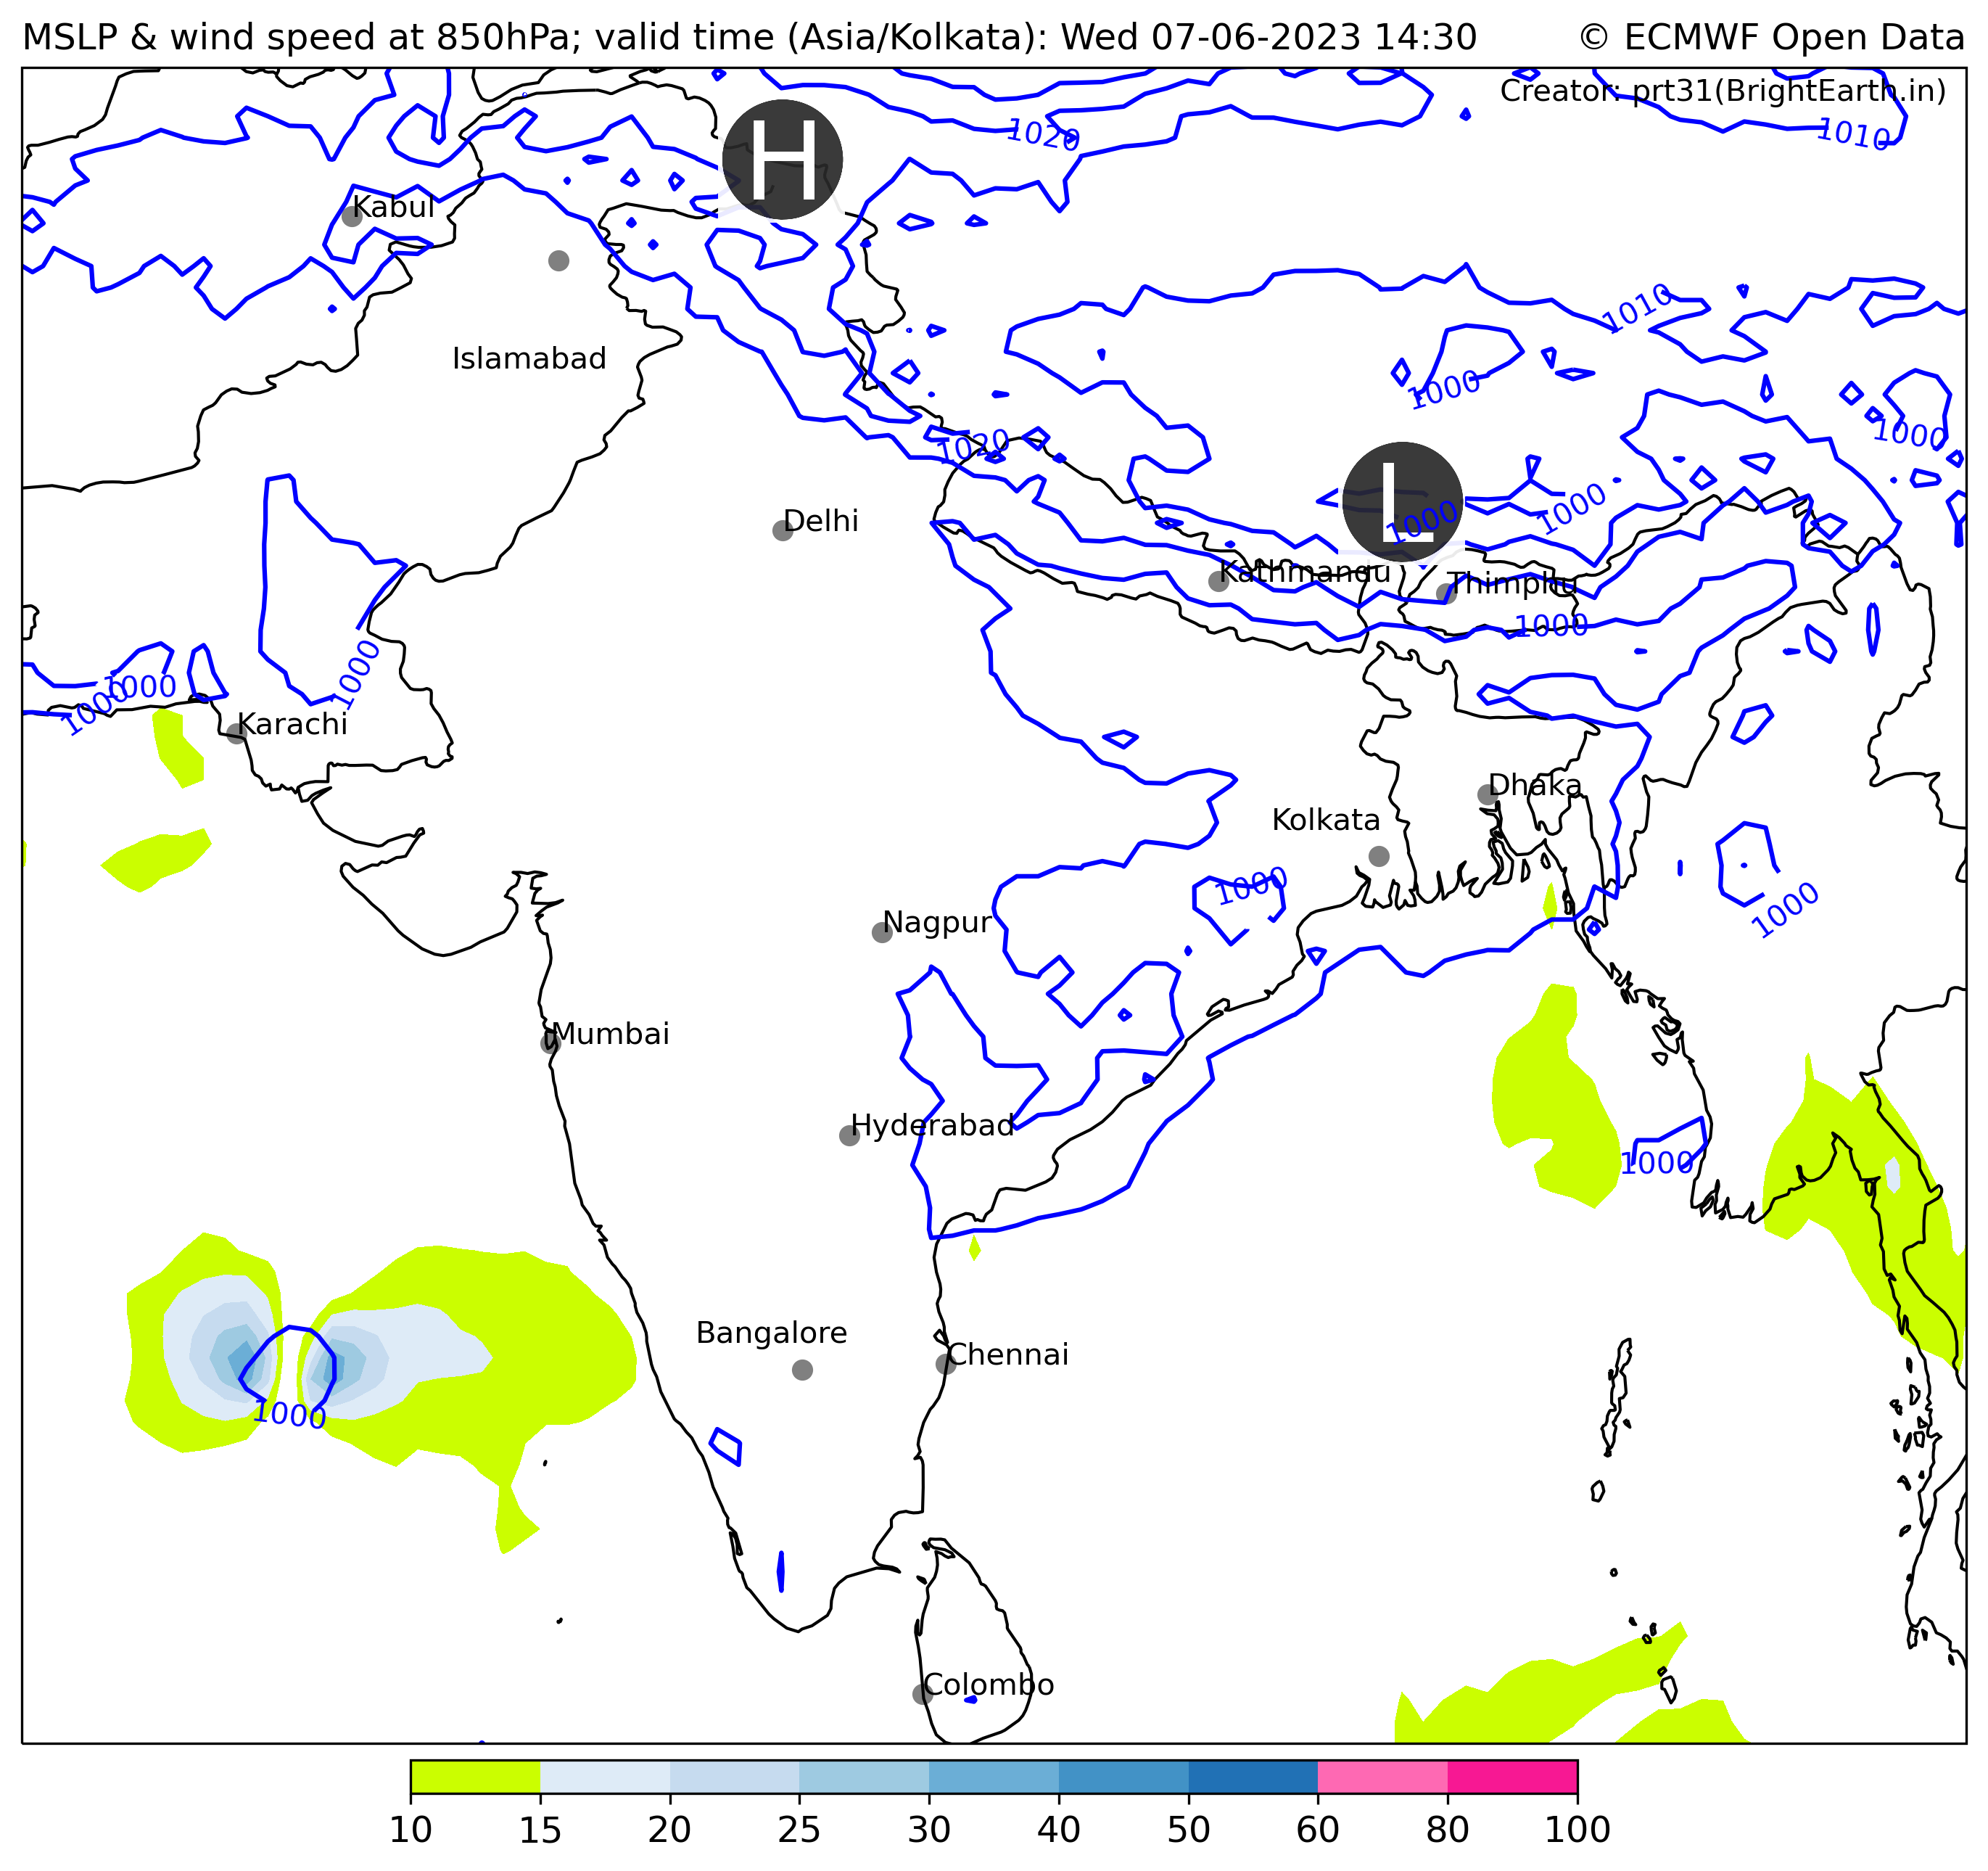 MSLP & wind speed at 850hPa; valid time (Asia/Kolkata): Wed 07-06-2023 14:30 © ECMWF Open Data
Creator: prt31(BrightEarth.in)
1020
1010
H
Kabul
Islamabad
1010
1000
1000
1020
L
1000
1000
Delhi
Kathmandu
Thimphu
1000
1000
1000
1000
Karachi
Dhaka
Kolkata
1000
1000
Nagpur
Mumbai
Hyderabad
1000
Bangalore
Chennai
1000
Colombo
10 15 20 25 30 40 50 60 80 100